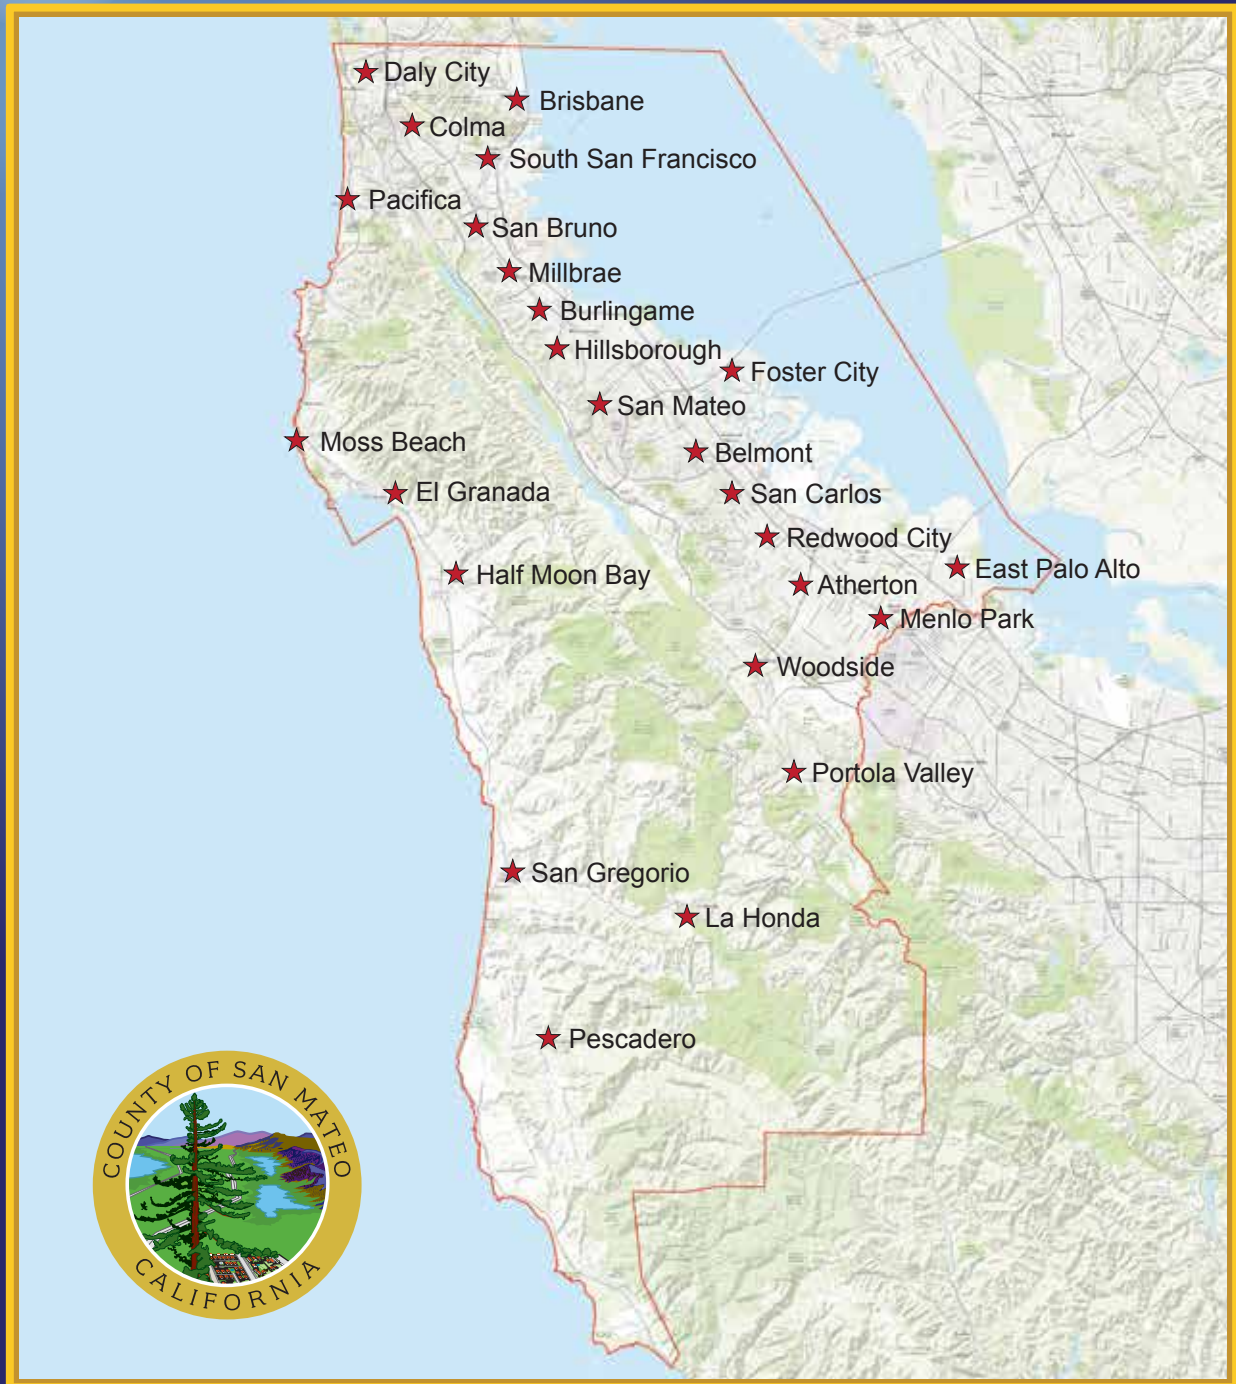 Daly City
Brisbane
Colma
South San Francisco
Pacifica
San Bruno
Millbrae
Burlingame
Hillsborough
Foster City
San Mateo
Moss Beach
Belmont
El Granada
San Carlos
Redwood City
East Palo Alto
Half Moon Bay
Atherton
Menlo Park
Woodside
Portola Valley
San Gregorio
La Honda
Pescadero
COUNTY OF SAN MATEO
CALIFORNIA